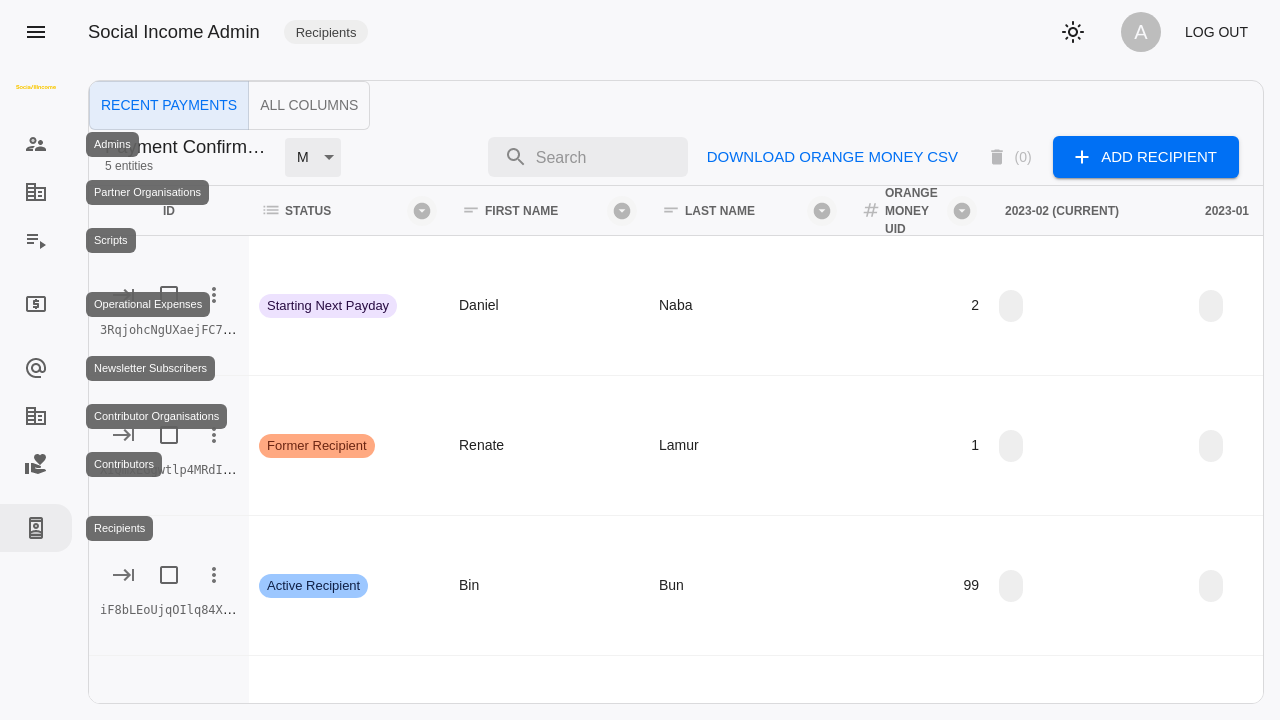 Social Income Admin
Recipients
A
LOG OUT
Social Income
RECENT PAYMENTS
ALL COLUMNS
Admins
Confirm...
5 entities
M
Search
DOWNLOAD ORANGE MONEY CSV
(0)
ADD RECIPIENT
Partner Organisations
ID
STATUS
FIRST NAME
LAST NAME
ORANGE
MONEY
UID
2023-02 (CURRENT)
2023-01
Scripts
Operational Expenses
Starting Next Payday
Daniel
Naba
2
3RqjohcNgUXaejFC7...
Newsletter Subscribers
Contributor Organisations
Former Recipient
Renate
Lamur
1
Contributors
Recipients
Active Recipient
Bin
Bun
99
iF8bLEoUjqOIlq84X...